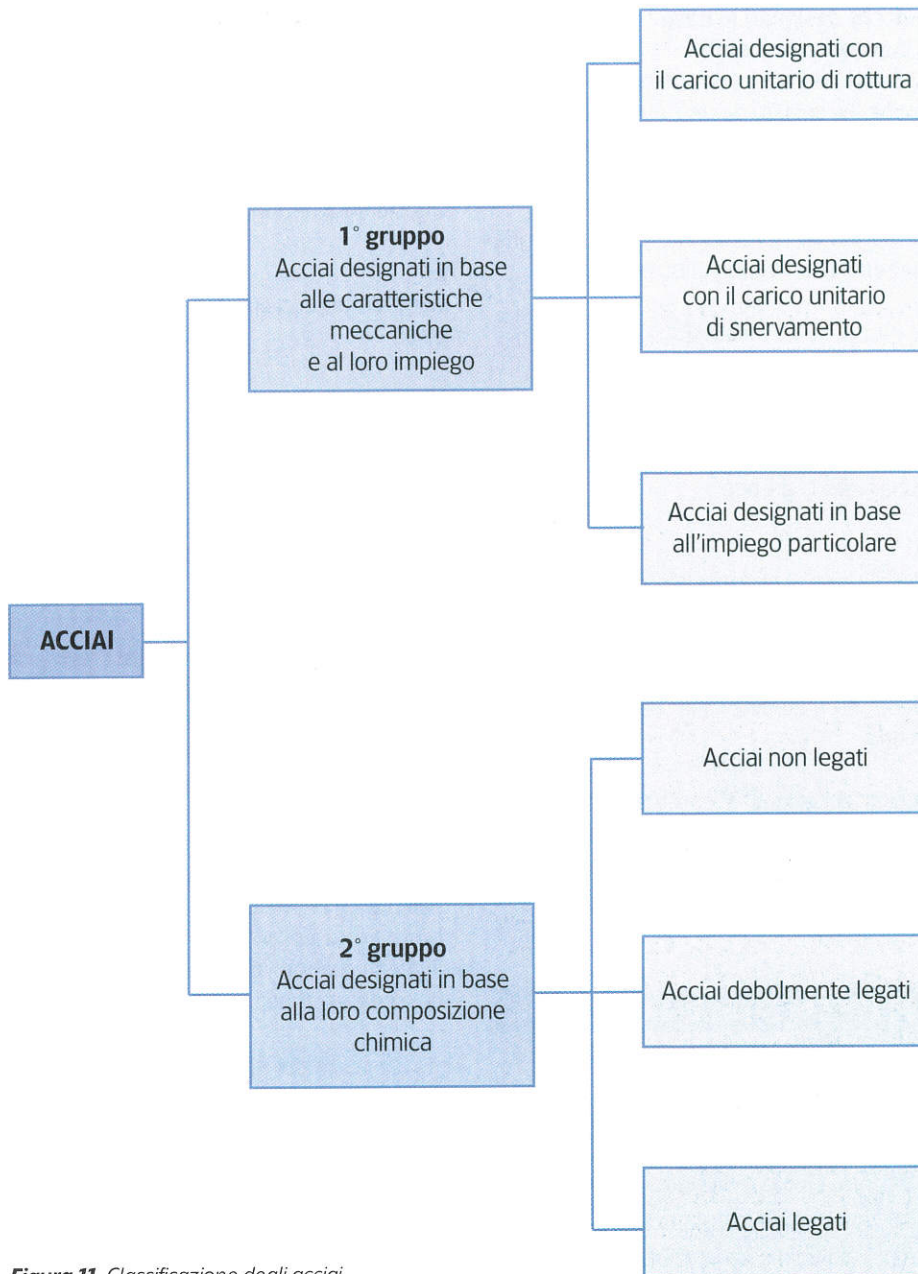 ACCIAI
1° gruppo
Acciai designati in base
alle caratteristiche
meccaniche
e al loro impiego
Acciai designati con
il carico unitario di rottura
Acciai designati
con il carico unitario
di snervamento
Acciai designati in base
all'impiego particolare
2° gruppo
Acciai designati in base
alla loro composizione
chimica
Acciai non legati
Acciai debolmente legati
Acciai legati
Figura 11. Classificazione degli acciai